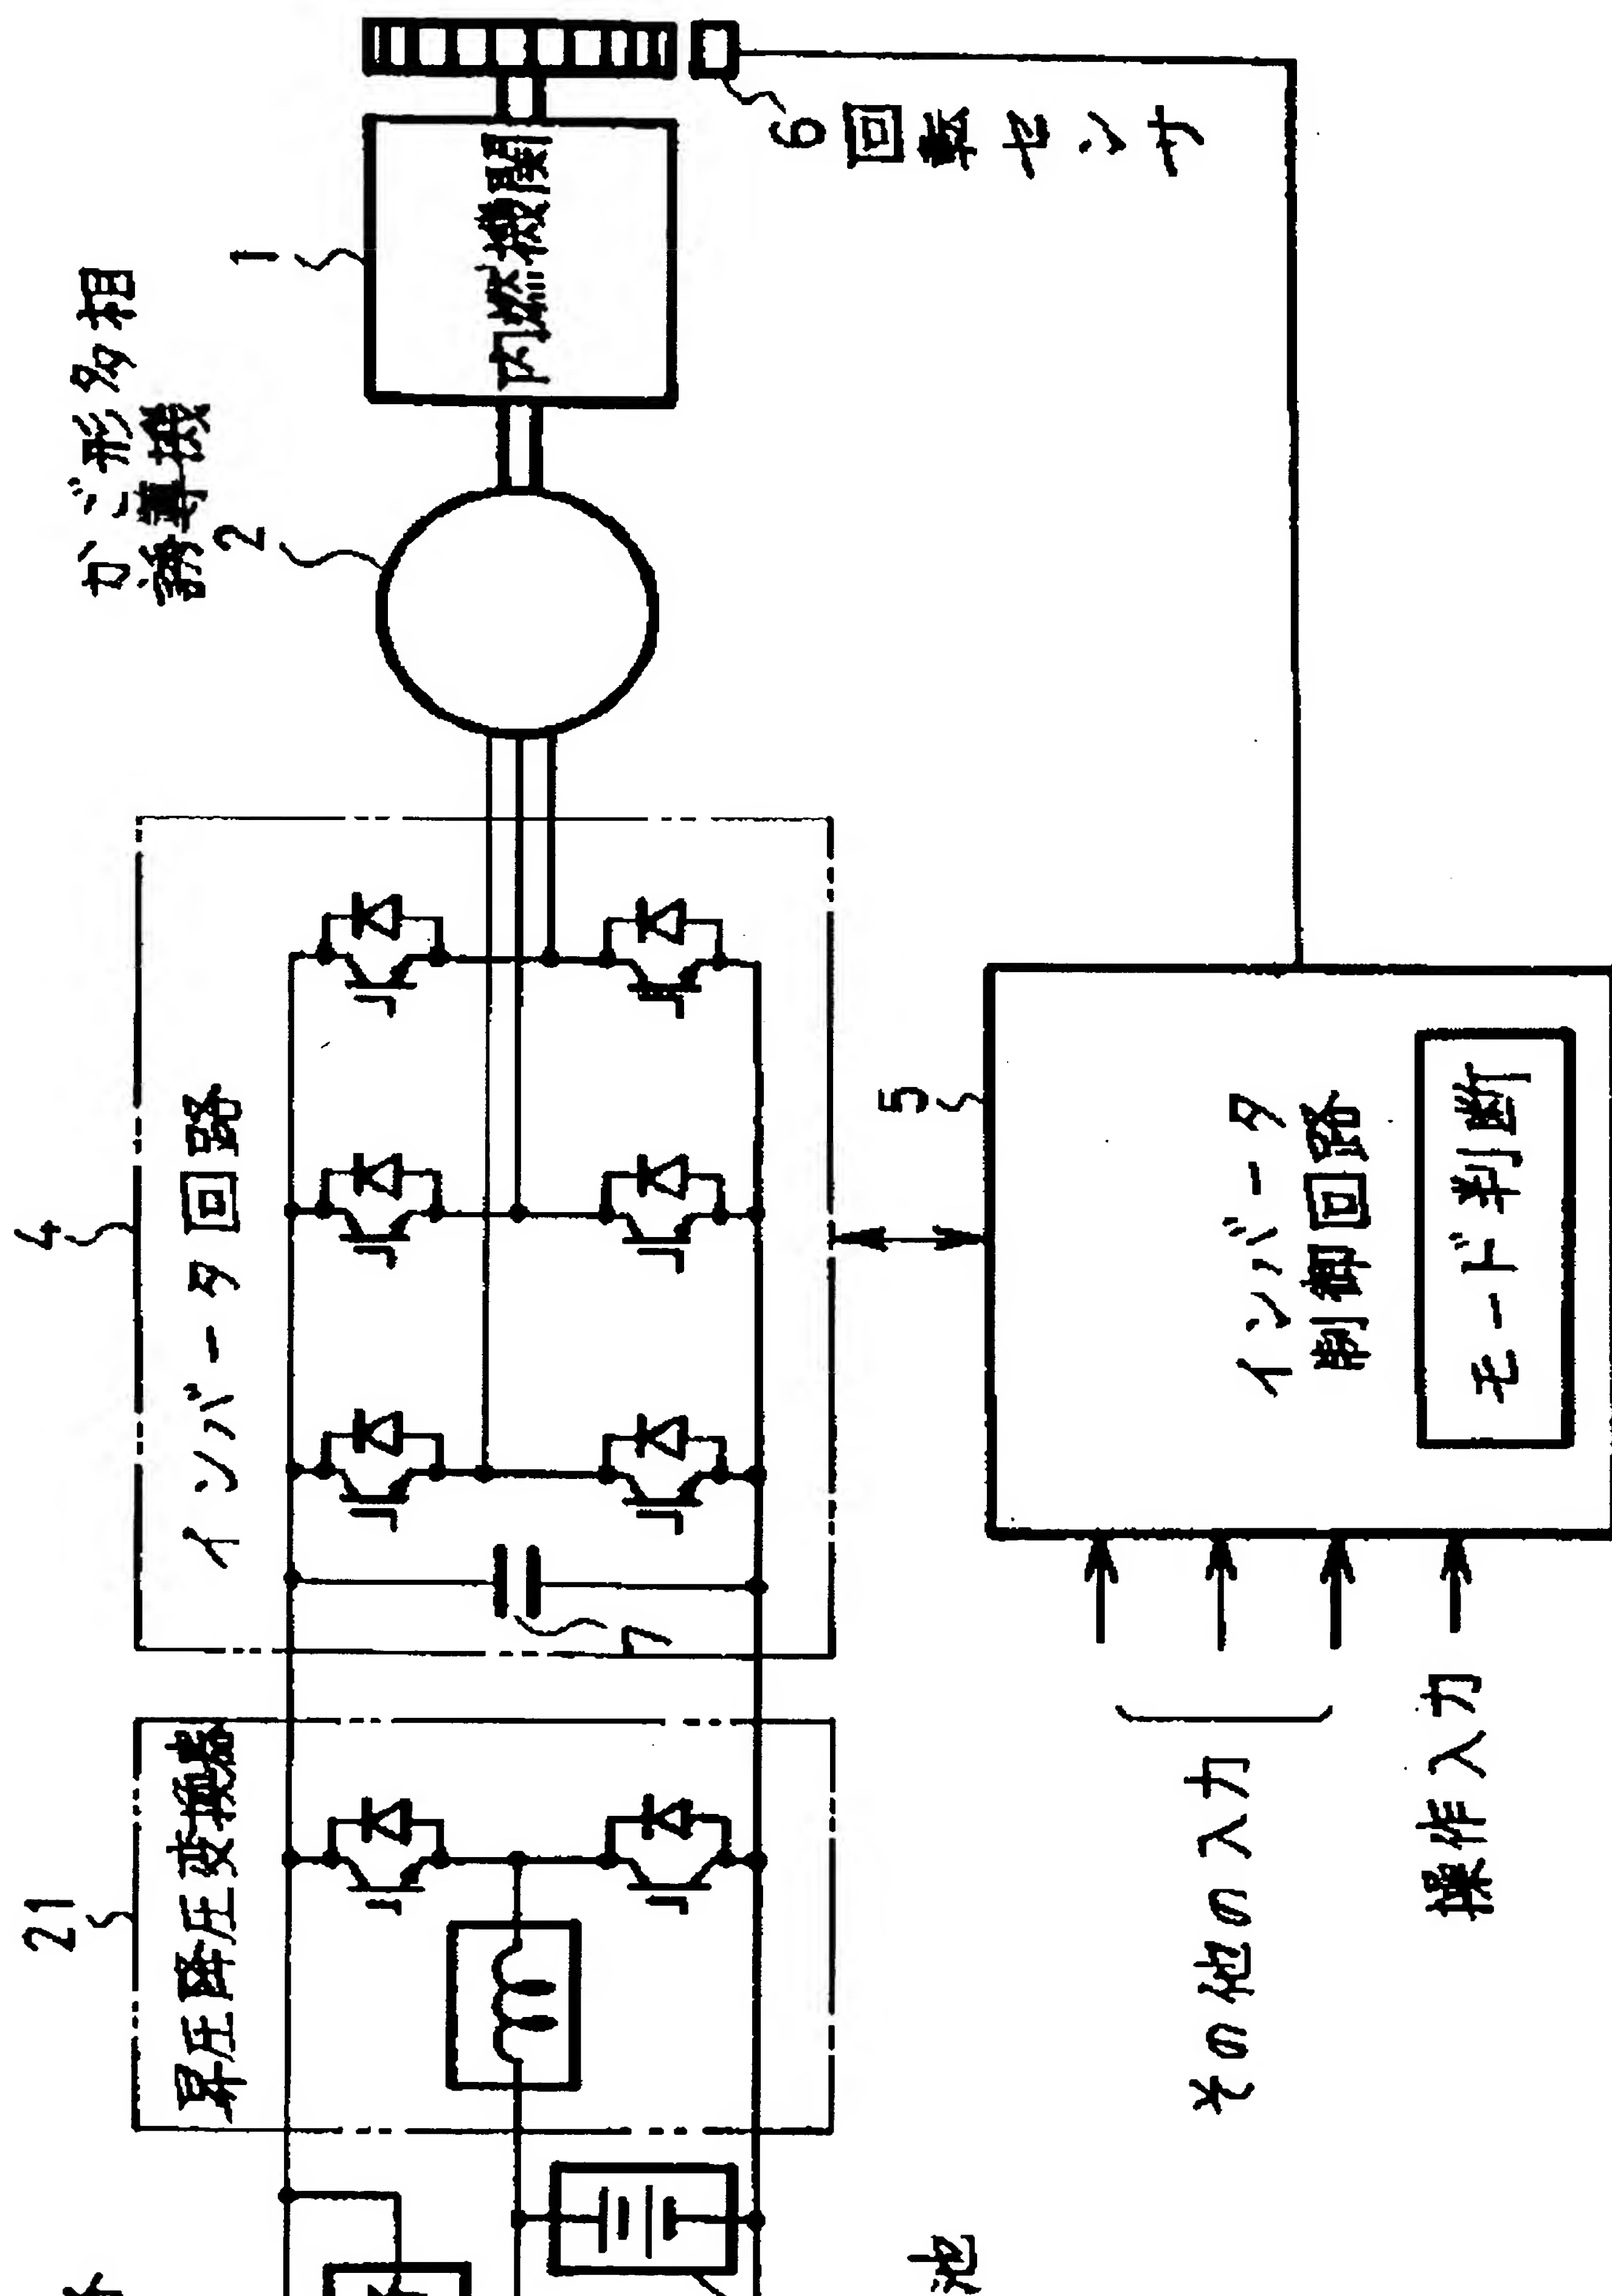 21
昇圧降圧変換器
4
インバータ回路
7
かご形多相
誘導機
2
1
内燃機関
6 回転センサ
5
インバータ
制御回路
モード判断
その他の入力
操作入力
池